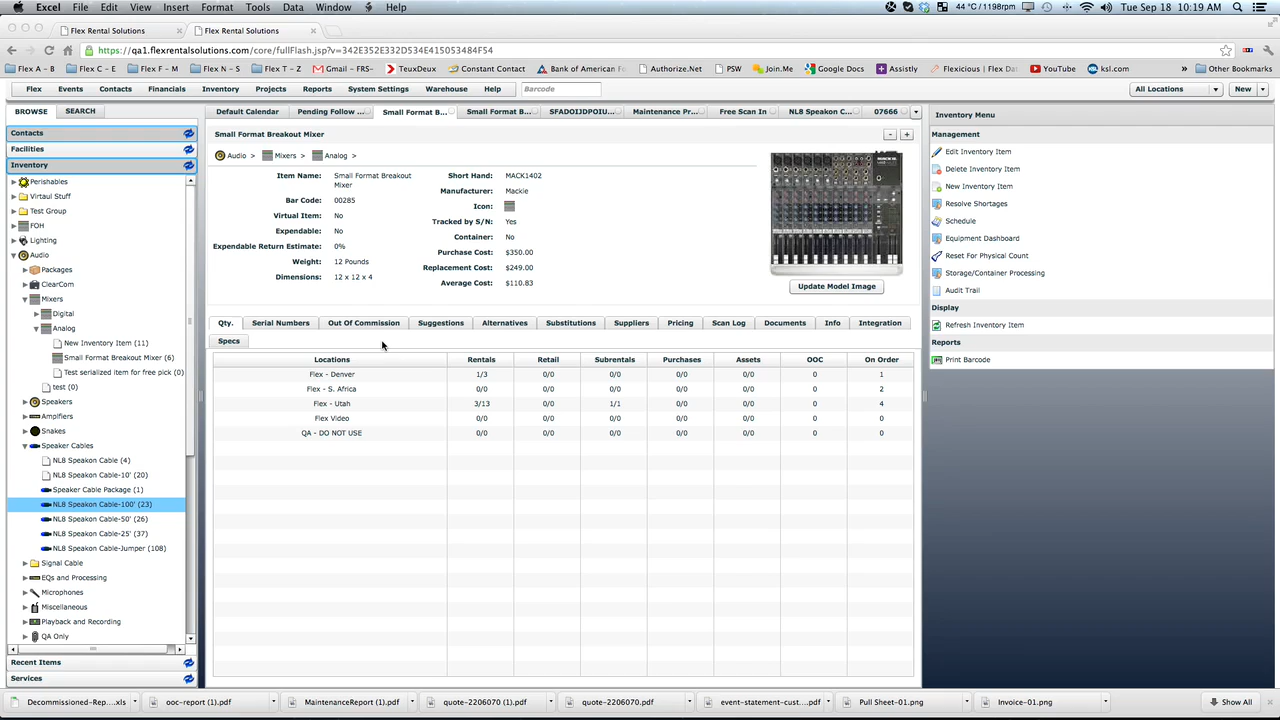 Excel File Edit View Insert Format Tools Data Window Help 44 °C / 1198rpm Tue Sep 18 10:19 AM
Flex Rental Solutions Flex Rental Solutions
https://qa1.flexrentalsolutions.com/core/fullFlash.jsp?v=342E352E332D534E415053484F54
Flex A - B Flex C - E Flex F - M Flex N - S Flex T - Z Gmail - FRS- TeuxDeux Constant Contact Bank of American F Authorize.Net PSW Join.Me Google Docs Assistly Flexicious | Flex Da YouTube ksl.com Other Bookmarks
Flex Events Contacts Financials Inventory Projects Reports System Settings Warehouse Help Barcode All Locations New
BROWSE SEARCH
Default Calendar Pending Follow ... Small Format B... Small Format B... SFADOIJDPOIU... Maintenance Pr... Free Scan In NL8 Speakon C... 07666
Contacts
Facilities
Inventory
Perishables
Virtaul Stuff
Test Group
FOH
Lighting
Audio
Packages
ClearCom
Mixers
Digital
Analog
New Inventory Item (11)
Small Format Breakout Mixer (6)
Test serialized item for free pick (0)
test (0)
Speakers
Amplfiers
Snakes
Speaker Cables
NL8 Speakon Cable (4)
NL8 Speakon Cable-10' (20)
Speaker Cable Package (1)
NL8 Speakon Cable-100' (23)
NL8 Speakon Cable-50' (26)
NL8 Speakon Cable-25' (37)
NL8 Speakon Cable-Jumper (108)
Signal Cable
EQs and Processing
Microphones
Miscellaneous
Playback and Recording
QA Only
Recent Items
Services
Small Format Breakout Mixer - +
Audio > Mixers > Analog >
Item Name: Small Format Breakout
Mixer
Bar Code: 00285
Virtual Item: No
Expendable: No
Expendable Return Estimate: 0%
Weight: 12 Pounds
Dimensions: 12 x 12 x 4
Short Hand: MACK1402
Manufacturer: Mackie
Icon:
Tracked by S/N: Yes
Container: No
Purchase Cost: $350.00
Replacement Cost: $249.00
Average Cost: $110.83
Update Model Image
Qty. Serial Numbers Out Of Commission Suggestions Alternatives Substitutions Suppliers Pricing Scan Log Documents Info Integration
Specs
Locations Rentals Retail Subrentals Purchases Assets OOC On Order
Flex - Denver 1/3 0/0 0/0 0/0 0/0 0 1
Flex - S. Africa 0/0 0/0 0/0 0/0 0/0 0 2
Flex - Utah 3/13 0/0 1/1 0/0 0/0 0 4
Flex Video 0/0 0/0 0/0 0/0 0/0 0 0
QA - DO NOT USE 0/0 0/0 0/0 0/0 0/0 0 0
Inventory Menu
Management
Edit Inventory Item
Delete Inventory Item
New Inventory Item
Resolve Shortages
Schedule
Equipment Dashboard
Reset For Physical Count
Storage/Container Processing
Audit Trail
Display
Refresh Inventory Item
Reports
Print Barcode
Decommissioned-Rep....xls ooc-report (1).pdf MaintenanceReport (1).pdf quote-2206070 (1).pdf quote-2206070.pdf event-statement-cust....pdf Pull Sheet-01.png Invoice-01.png Show All